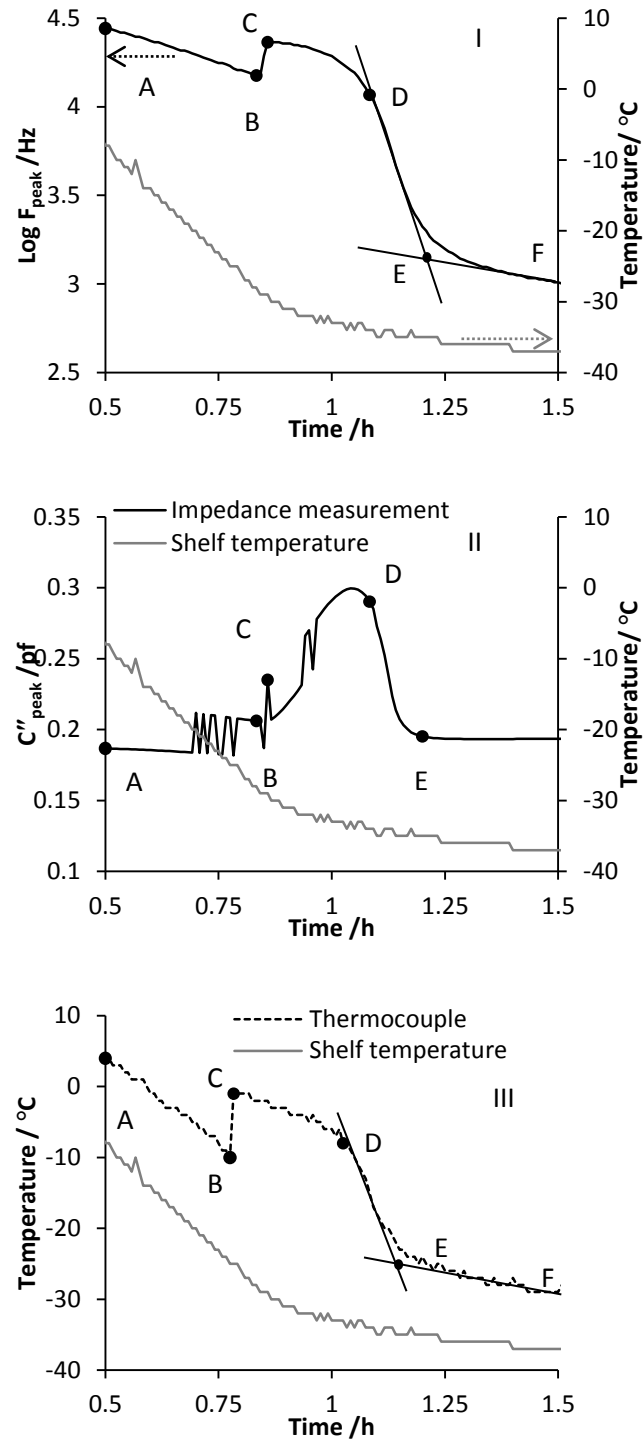 4.5
4
3.5
3
2.5
Log F peak /Hz
A
B
C
D
E
F
I
10
0
-10
-20
-30
-40
Temperature/ °C
0.5 0.75 1 1.25 1.5
Time /h
Impedance measurement
Shelf temperature
II
0.35
0.3
0.25
0.2
0.15
0.1
C″peak /pf
A
B
C
D
E
10
0
-10
-20
-30
-40
Temperature/ °C
0.5 0.75 1 1.25 1.5
Time /h
Thermocouple
Shelf temperature
III
10
0
-10
-20
-30
-40
Temperature / °C
A
B
C
D
E
F
0.5 0.75 1 1.25 1.5
Time /h